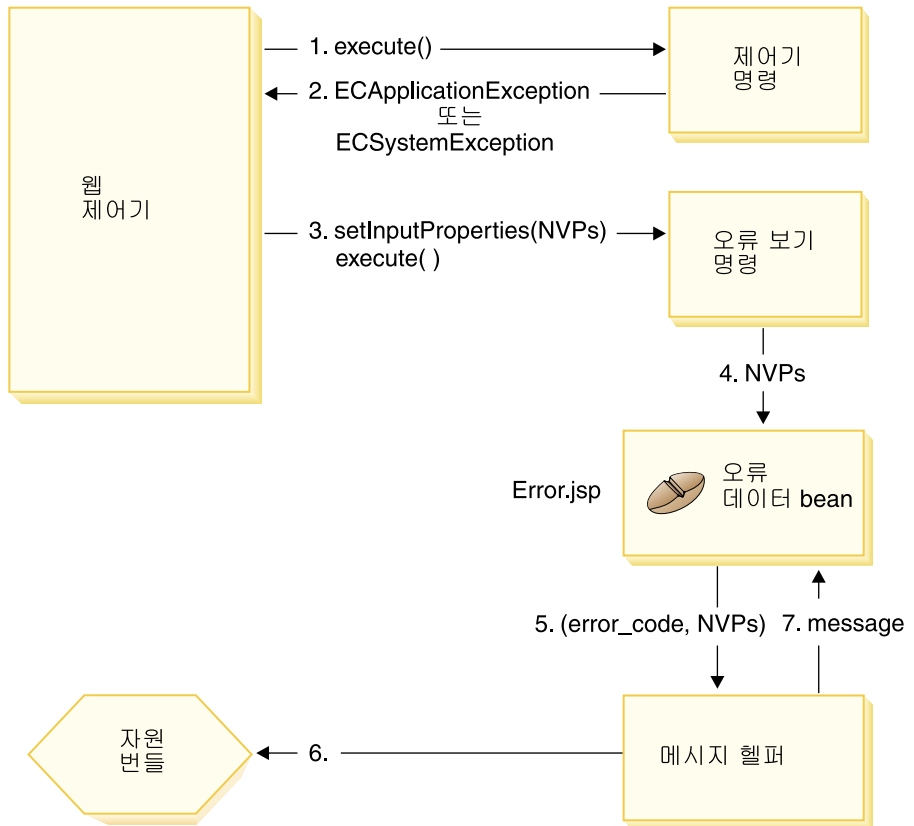 1. execute()
제어기
명령
2. ECApplicationException
또는
ECSystemException
웹
제어기
3. setInputProperties(NVPs)
execute( )
오류 보기
명령
4. NVPs
Error.jsp
오류
데이터 bean
5. (error_code, NVPs)
7. message
자원
번들
6.
메시지 헬퍼